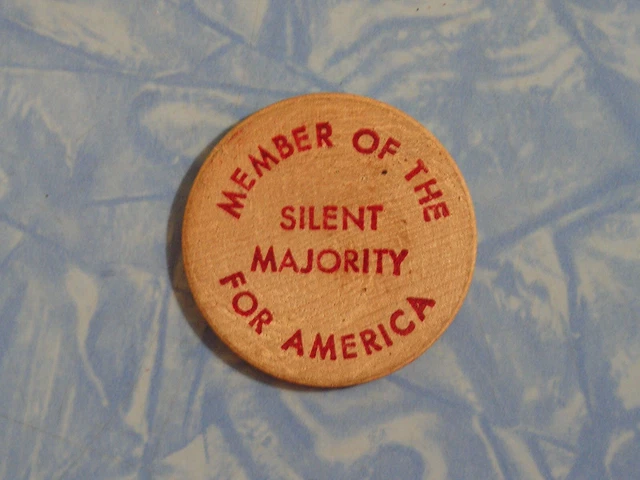 MEMBER OF THE
SILENT
MAJORITY
FOR AMERICA